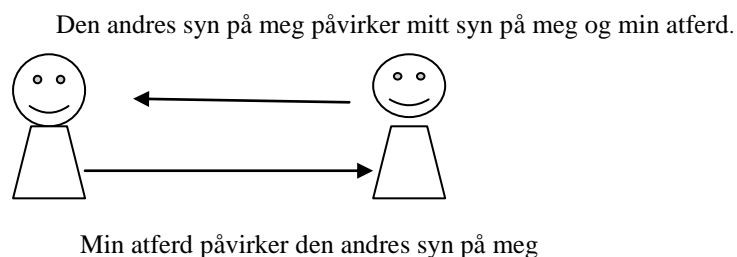 Den andres syn på meg påvirker mitt syn på meg og min atferd.
Min atferd påvirker den andres syn på meg